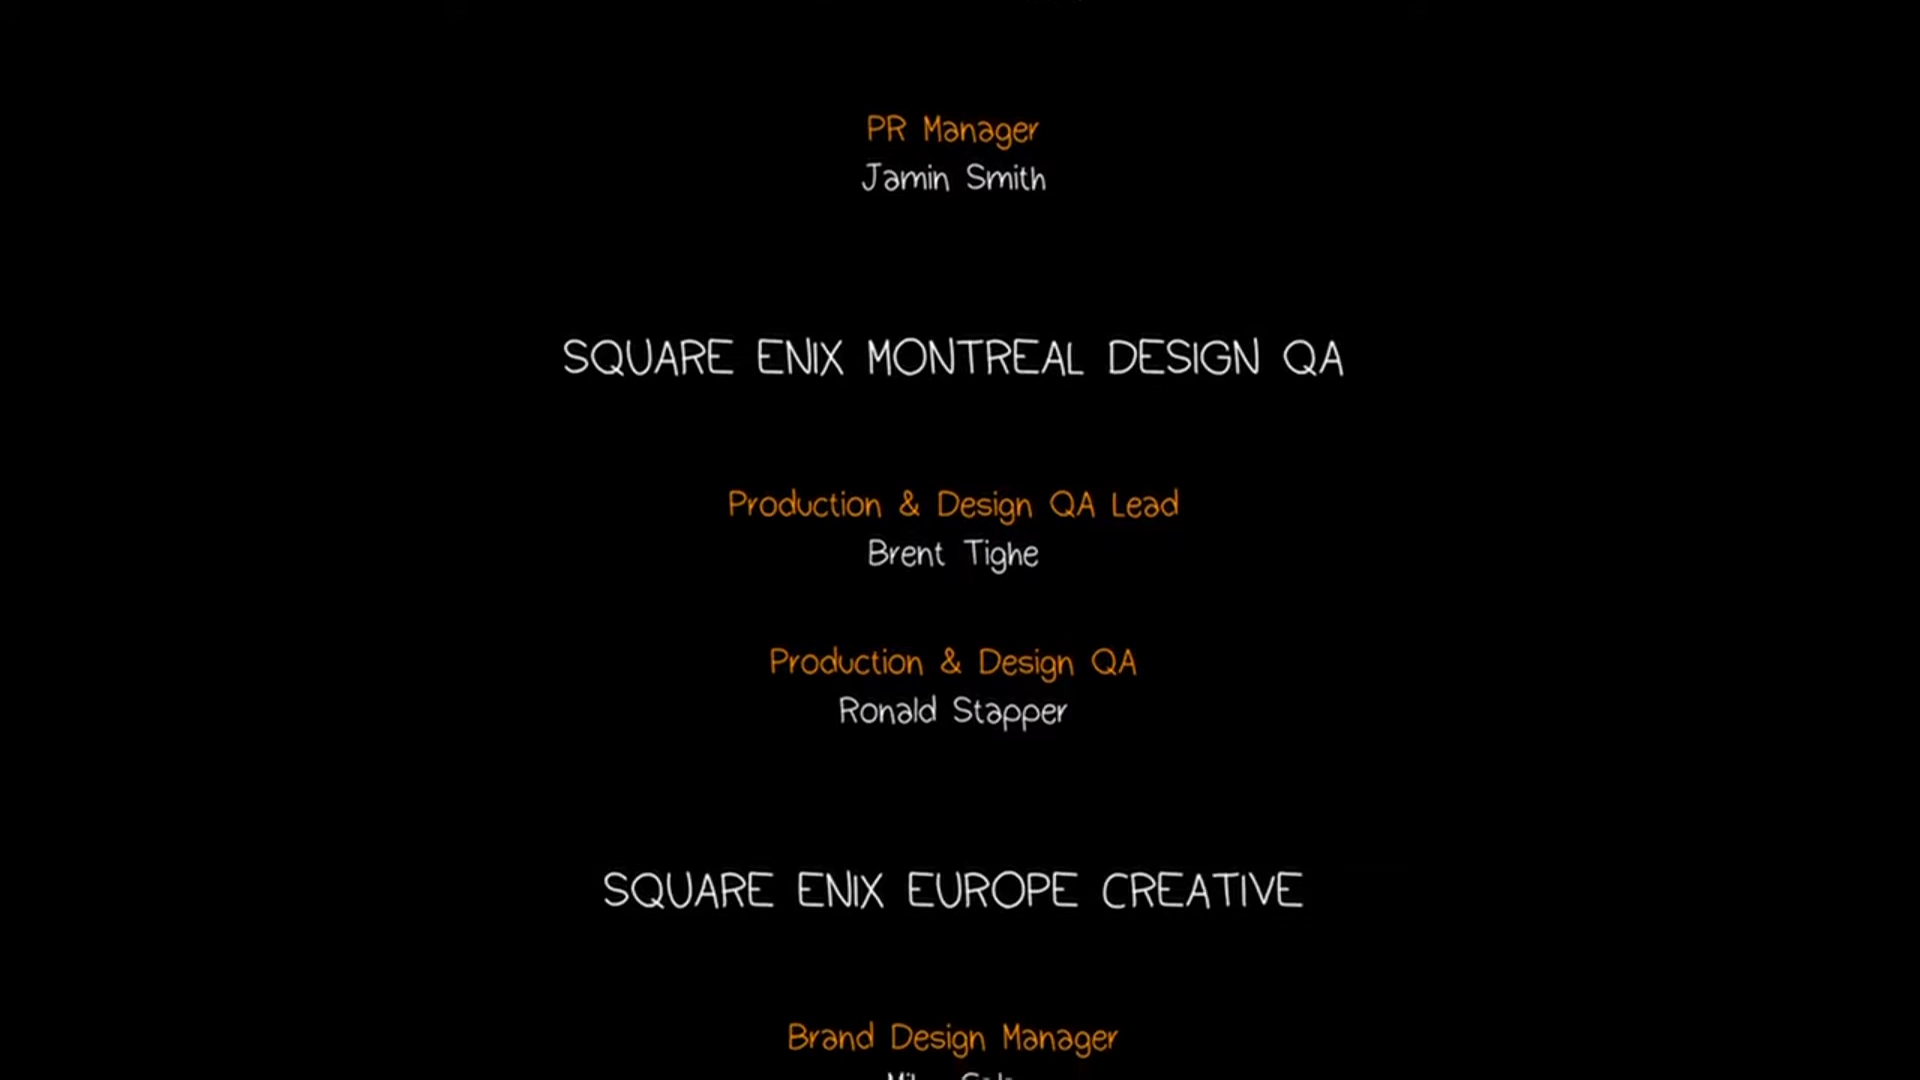 PR Manager
Jamin Smith
SQUARE ENIX MONTREAL DESIGN QA
Production & Design QA Lead
Brent Tighe
Production & Design QA
Ronald Stapper
SQUARE ENIX EUROPE CREATIVE
Brand Design Manager